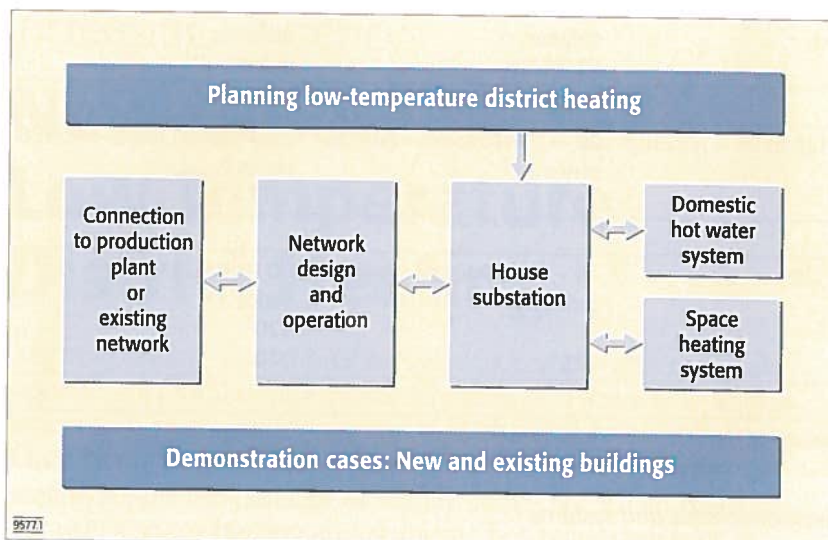 Planning low-temperature district heating
Connection
to production
plant
or
existing
network
Network
design
and
operation
House
substation
Domestic
hot water
system
Space
heating
system
Demonstration cases: New and existing buildings
9577.1